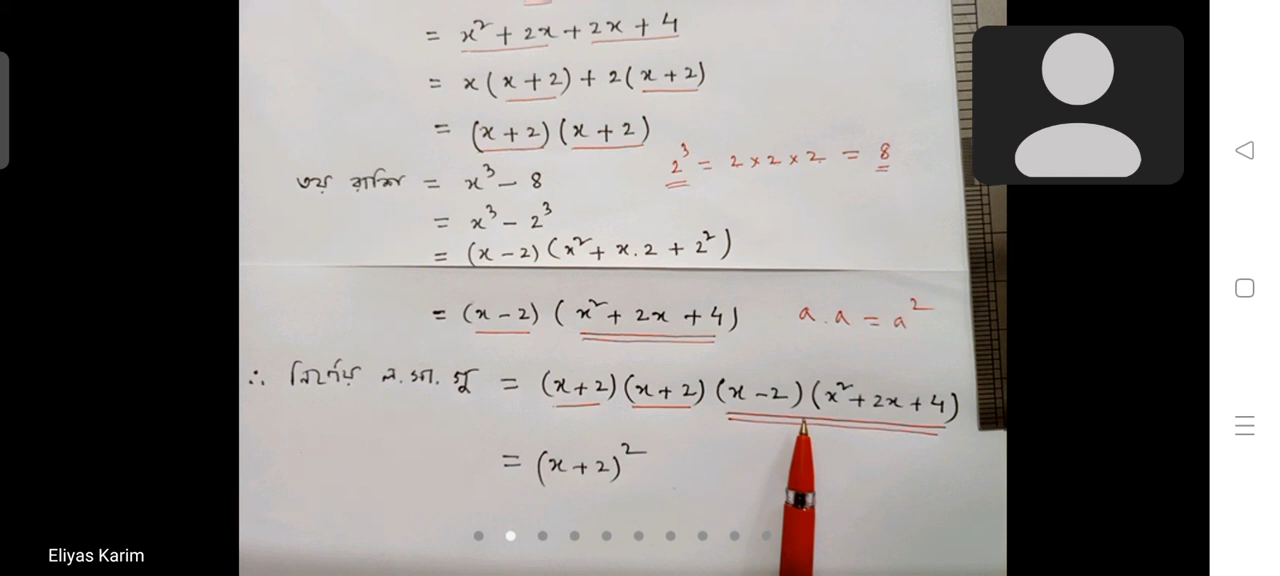 = x² + 2x + 2x + 4
= x(x + 2) + 2(x + 2)
= (x + 2)(x + 2)
2³ = 2 × 2 × 2 = 8
৩য় রাশি = x³ - 8
= x³ - 2³
= (x - 2)(x² + x.2 + 2²)
= (x - 2)(x² + 2x + 4) a.a = a²
∴ নির্ণেয় ল.সা.গু = (x + 2)(x + 2)(x - 2)(x² + 2x + 4)
= (x + 2)²
Eliyas Karim